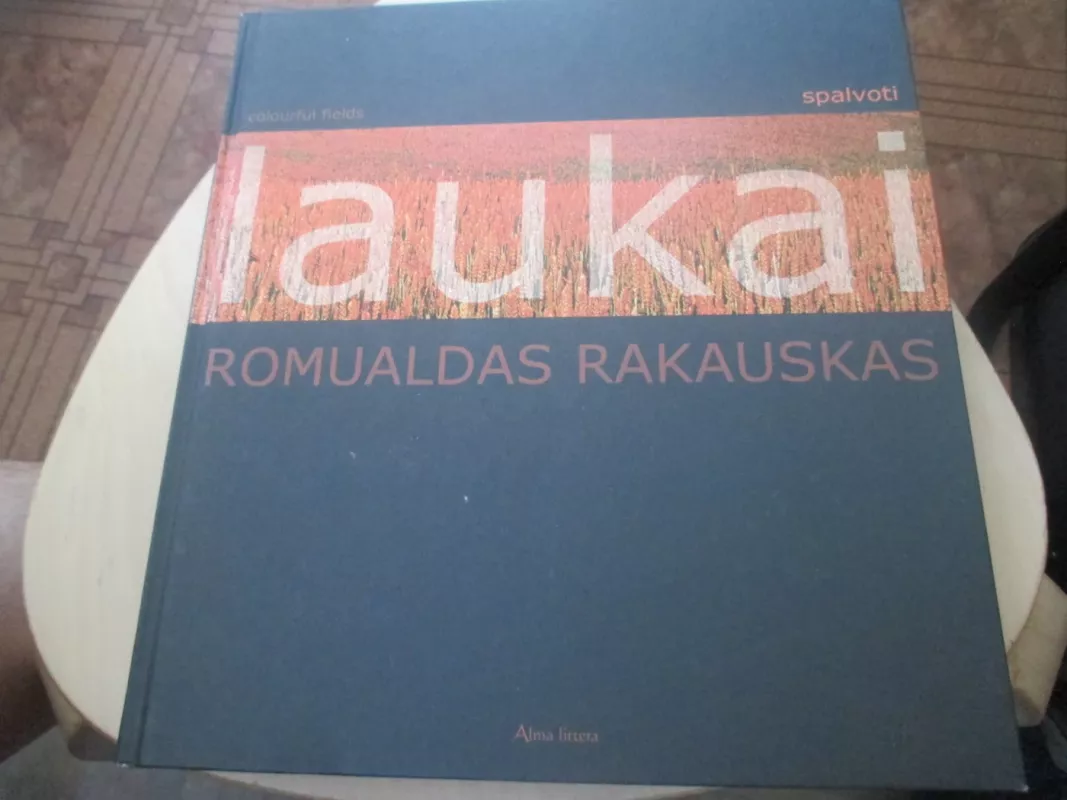 spalvoti
colourful fields
laukai
ROMUALDAS RAKAUSKAS
Alma littera